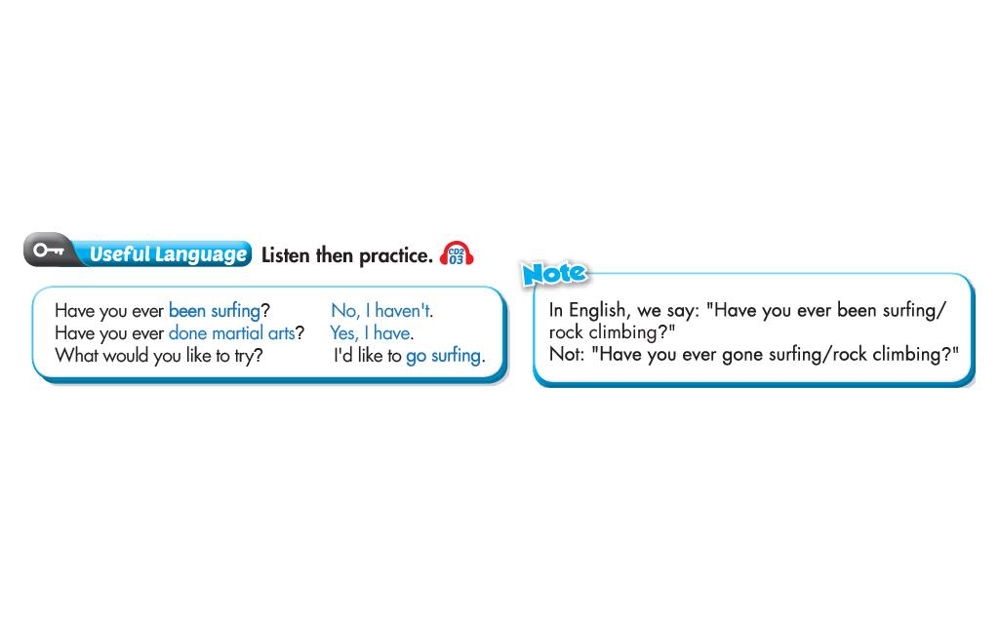 Useful Language Listen then practice. CD2 03
Have you ever been surfing? No, I haven't.
Have you ever done martial arts? Yes, I have.
What would you like to try? I'd like to go surfing.
Note
In English, we say: "Have you ever been surfing/
rock climbing?"
Not: "Have you ever gone surfing/rock climbing?"